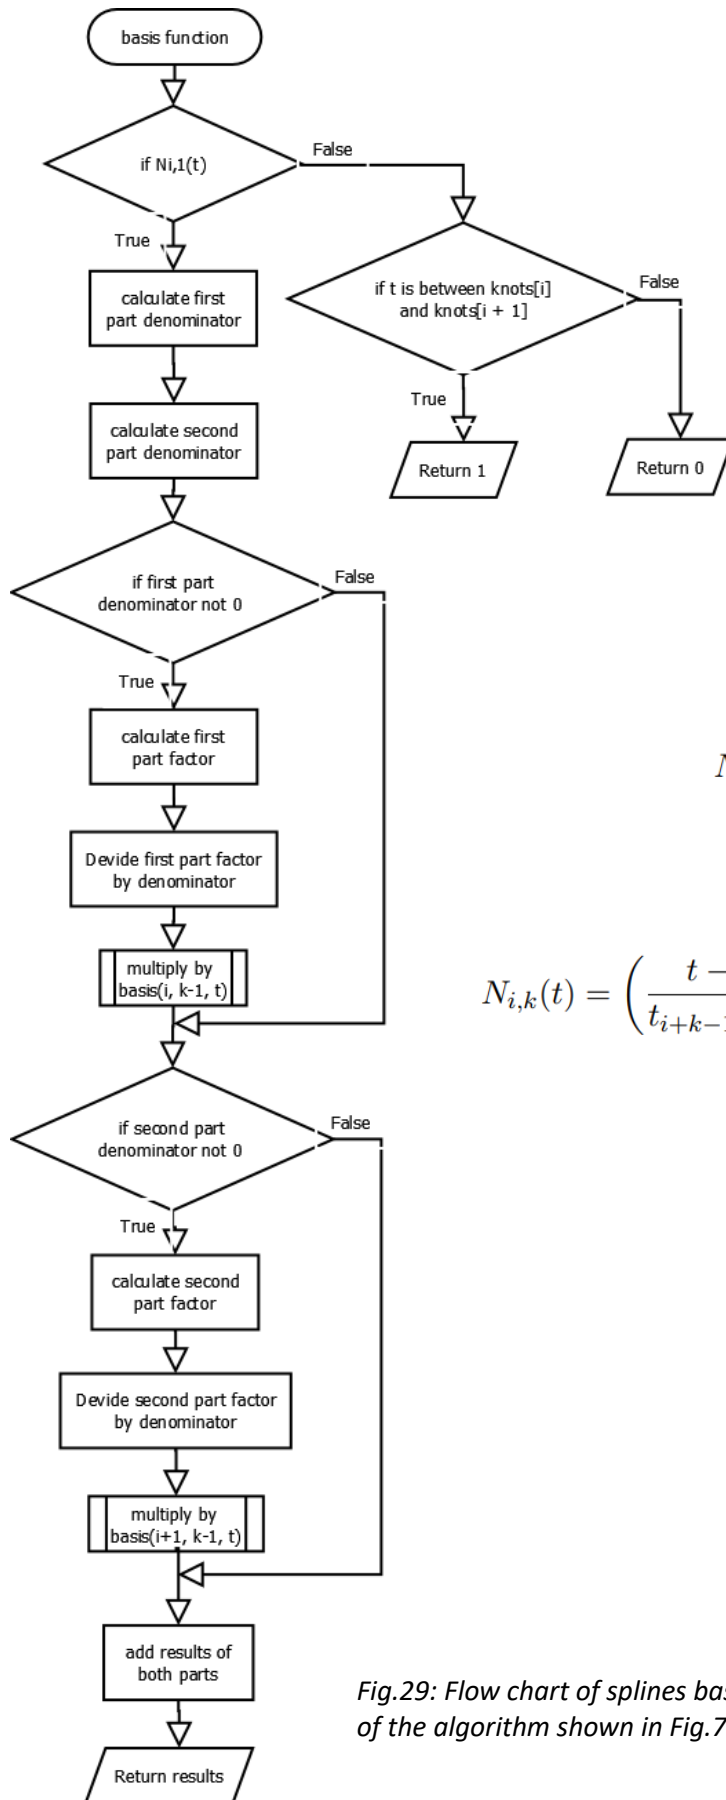 basis function
if Ni,1(t)
False
True
if t is between knots[i]
and knots[i + 1]
False
True
Return 1
Return 0
calculate first
part denominator
calculate second
part denominator
if first part
denominator not 0
False
True
calculate first
part factor
Devide first part factor
by denominator
multiply by
basis(i, k-1, t)
N
N_{i,k}(t) = ( t − / t_{i+k−1}
if second part
denominator not 0
False
True
calculate second
part factor
Devide second part factor
by denominator
multiply by
basis(i+1, k-1, t)
add results of
both parts
Return results
Fig.29: Flow chart of splines bas
of the algorithm shown in Fig.7